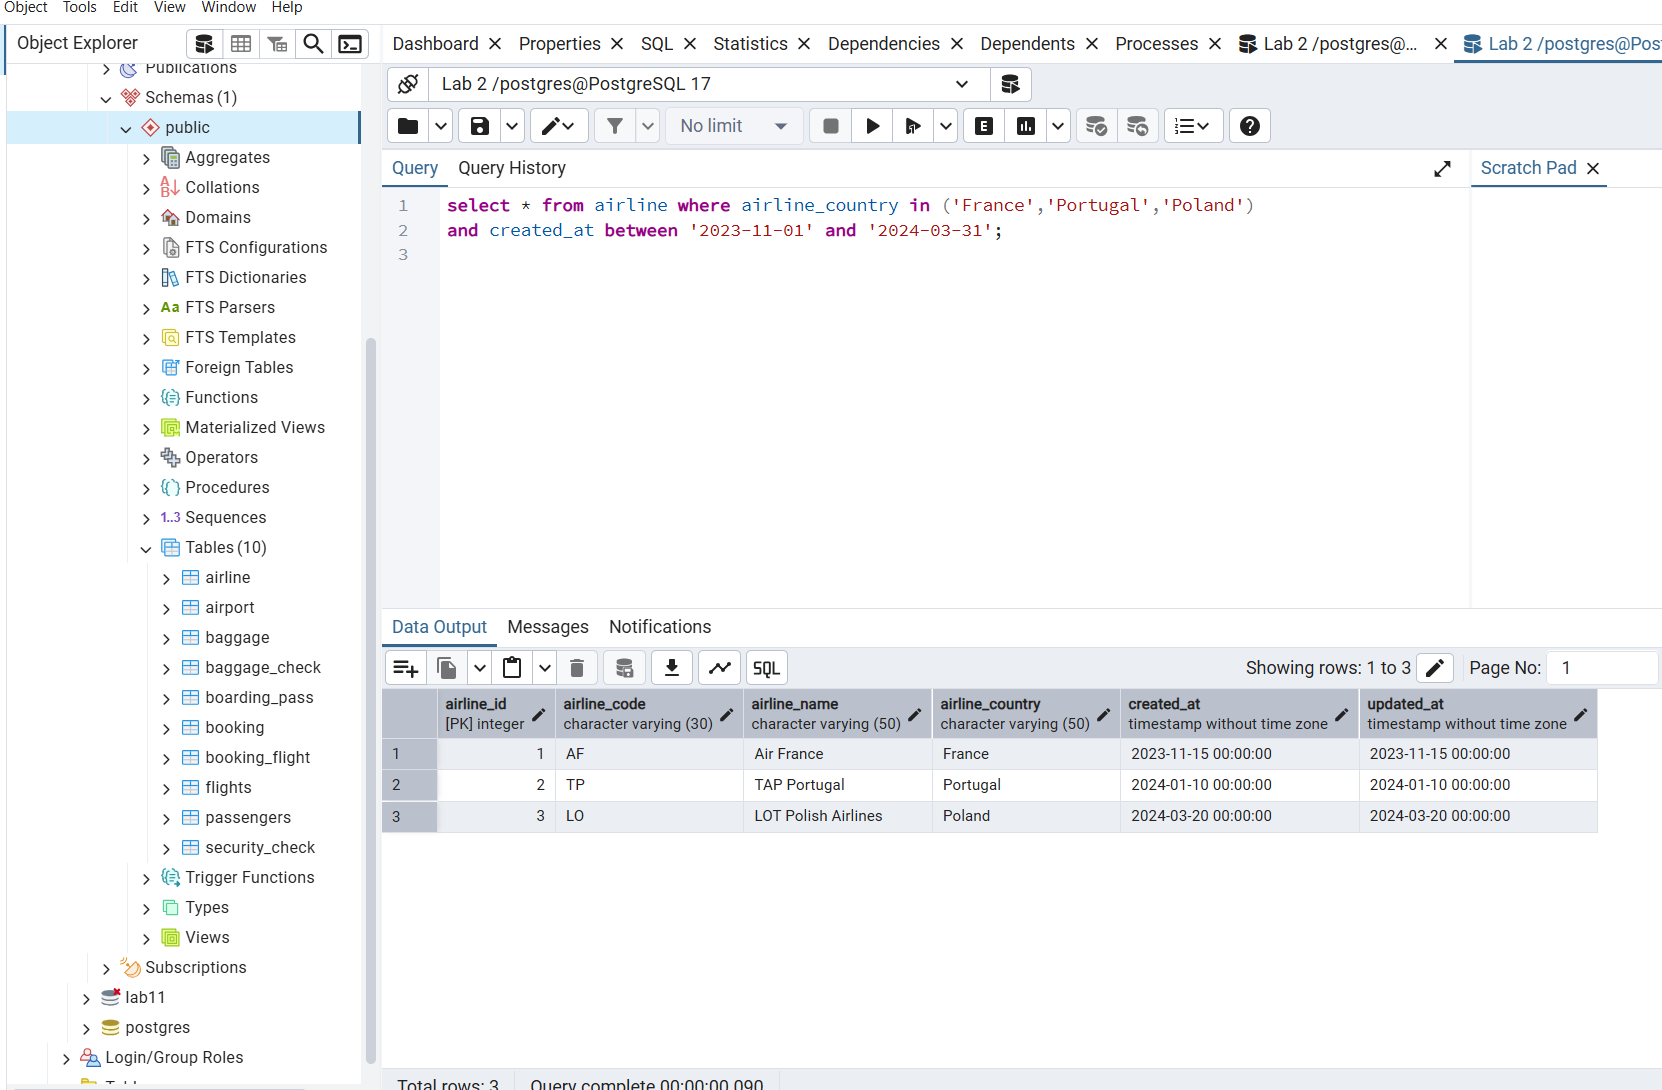 Object Tools Edit View Window Help
Object Explorer
Dashboard Properties SQL Statistics Dependencies Dependents Processes Lab 2 /postgres@... Lab 2 /postgres@Pos
Publications
Schemas (1)
public
Aggregates
Collations
Domains
FTS Configurations
FTS Dictionaries
Aa FTS Parsers
FTS Templates
Foreign Tables
Functions
Materialized Views
Operators
Procedures
1..3 Sequences
Tables (10)
airline
airport
baggage
baggage_check
boarding_pass
booking
booking_flight
flights
passengers
security_check
Trigger Functions
Types
Views
Subscriptions
lab11
postgres
Login/Group Roles
Lab 2 /postgres@PostgreSQL 17
No limit
E
Query Query History
Scratch Pad
1 select * from airline where airline_country in ('France','Portugal','Poland')
2 and created_at between '2023-11-01' and '2024-03-31';
3
Data Output Messages Notifications
SQL
Showing rows: 1 to 3
Page No: 1
airline_id airline_code airline_name airline_country created_at updated_at
[PK] integer character varying (30) character varying (50) character varying (50) timestamp without time zone timestamp without time zone
1 1 AF Air France France 2023-11-15 00:00:00 2023-11-15 00:00:00
2 2 TP TAP Portugal Portugal 2024-01-10 00:00:00 2024-01-10 00:00:00
3 3 LO LOT Polish Airlines Poland 2024-03-20 00:00:00 2024-03-20 00:00:00
Total rows: 3 Query complete 00:00:00.090